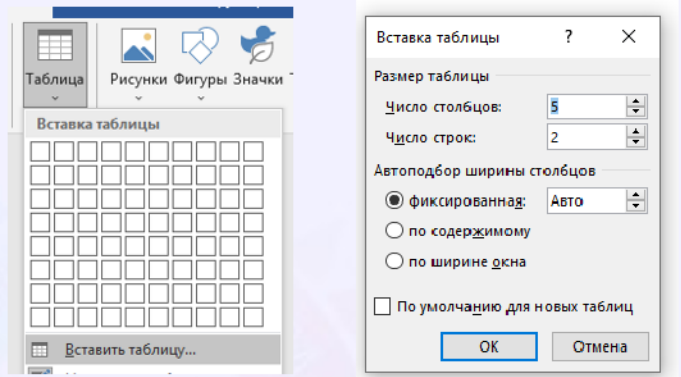 Таблица
Рисунки Фигуры Значки
Вставка таблицы
Вставить таблицу...
Вставка таблицы ? ×
Размер таблицы
Число столбцов: 5
Число строк: 2
Автоподбор ширины столбцов
фиксированная: Авто
по содержимому
по ширине окна
По умолчанию для новых таблиц
ОК Отмена